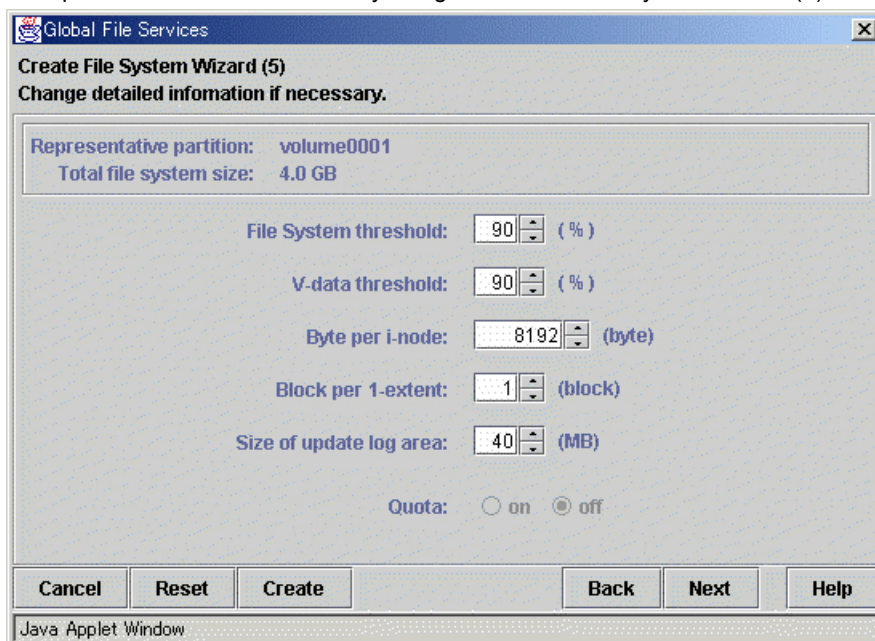 Global File Services
Create File System Wizard (5)
Change detailed infomation if necessary.
Representative partition: volume0001
Total file system size: 4.0 GB
File System threshold: 90 (%)
V-data threshold: 90 (%)
Byte per i-node: 8192 (byte)
Block per 1-extent: 1 (block)
Size of update log area: 40 (MB)
Quota: on off
Cancel Reset Create Back Next Help
Java Applet Window